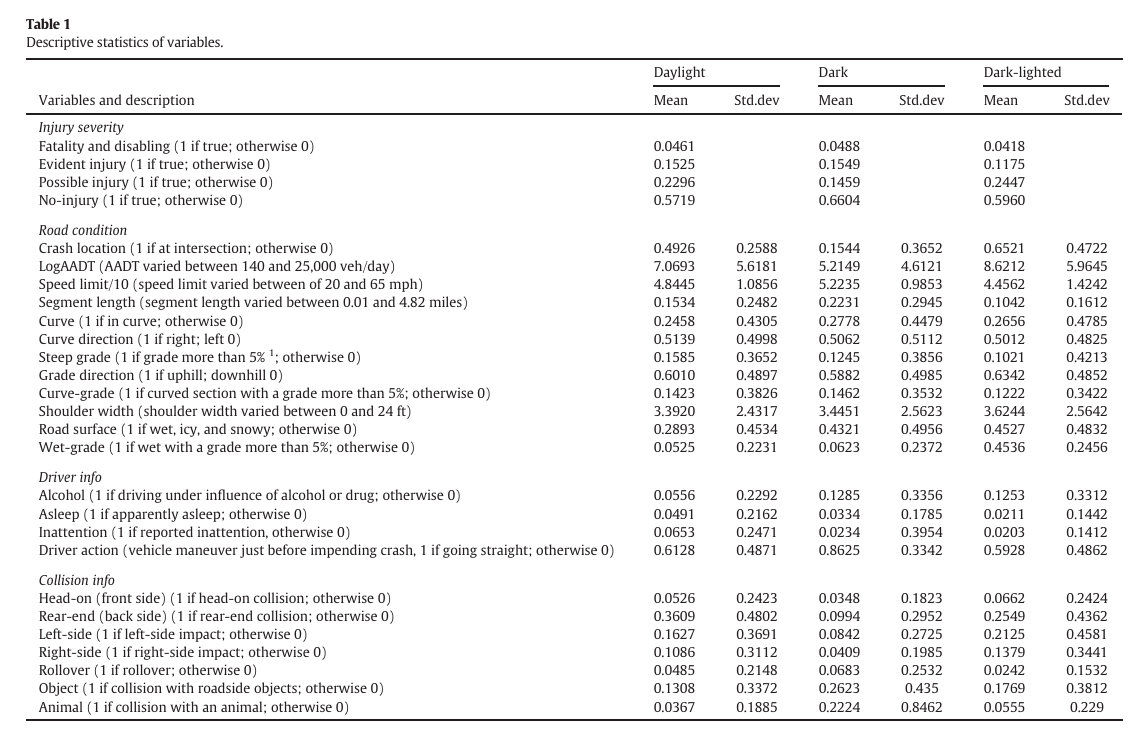 Table 1
Descriptive statistics of variables.
Daylight Dark Dark-lighted
Variables and description Mean Std.dev Mean Std.dev Mean Std.dev
Injury severity
Fatality and disabling (1 if true; otherwise 0) 0.0461 0.0488 0.0418
Evident injury (1 if true; otherwise 0) 0.1525 0.1549 0.1175
Possible injury (1 if true; otherwise 0) 0.2296 0.1459 0.2447
No-injury (1 if true; otherwise 0) 0.5719 0.6604 0.5960
Road condition
Crash location (1 if at intersection; otherwise 0) 0.4926 0.2588 0.1544 0.3652 0.6521 0.4722
LogAADT (AADT varied between 140 and 25,000 veh/day) 7.0693 5.6181 5.2149 4.6121 8.6212 5.9645
Speed limit/10 (speed limit varied between of 20 and 65 mph) 4.8445 1.0856 5.2235 0.9853 4.4562 1.4242
Segment length (segment length varied between 0.01 and 4.82 miles) 0.1534 0.2482 0.2231 0.2945 0.1042 0.1612
Curve (1 if in curve; otherwise 0) 0.2458 0.4305 0.2778 0.4479 0.2656 0.4785
Curve direction (1 if right; left 0) 0.5139 0.4998 0.5062 0.5112 0.5012 0.4825
Steep grade (1 if grade more than 5% 1; otherwise 0) 0.1585 0.3652 0.1245 0.3856 0.1021 0.4213
Grade direction (1 if uphill; downhill 0) 0.6010 0.4897 0.5882 0.4985 0.6342 0.4852
Curve-grade (1 if curved section with a grade more than 5%; otherwise 0) 0.1423 0.3826 0.1462 0.3532 0.1222 0.3422
Shoulder width (shoulder width varied between 0 and 24 ft) 3.3920 2.4317 3.4451 2.5623 3.6244 2.5642
Road surface (1 if wet, icy, and snowy; otherwise 0) 0.2893 0.4534 0.4321 0.4956 0.4527 0.4832
Wet-grade (1 if wet with a grade more than 5%; otherwise 0) 0.0525 0.2231 0.0623 0.2372 0.4536 0.2456
Driver info
Alcohol (1 if driving under influence of alcohol or drug; otherwise 0) 0.0556 0.2292 0.1285 0.3356 0.1253 0.3312
Asleep (1 if apparently asleep; otherwise 0) 0.0491 0.2162 0.0334 0.1785 0.0211 0.1442
Inattention (1 if reported inattention, otherwise 0) 0.0653 0.2471 0.0234 0.3954 0.0203 0.1412
Driver action (vehicle maneuver just before impending crash, 1 if going straight; otherwise 0) 0.6128 0.4871 0.8625 0.3342 0.5928 0.4862
Collision info
Head-on (front side) (1 if head-on collision; otherwise 0) 0.0526 0.2423 0.0348 0.1823 0.0662 0.2424
Rear-end (back side) (1 if rear-end collision; otherwise 0) 0.3609 0.4802 0.0994 0.2952 0.2549 0.4362
Left-side (1 if left-side impact; otherwise 0) 0.1627 0.3691 0.0842 0.2725 0.2125 0.4581
Right-side (1 if right-side impact; otherwise 0) 0.1086 0.3112 0.0409 0.1985 0.1379 0.3441
Rollover (1 if rollover; otherwise 0) 0.0485 0.2148 0.0683 0.2532 0.0242 0.1532
Object (1 if collision with roadside objects; otherwise 0) 0.1308 0.3372 0.2623 0.435 0.1769 0.3812
Animal (1 if collision with an animal; otherwise 0) 0.0367 0.1885 0.2224 0.8462 0.0555 0.229